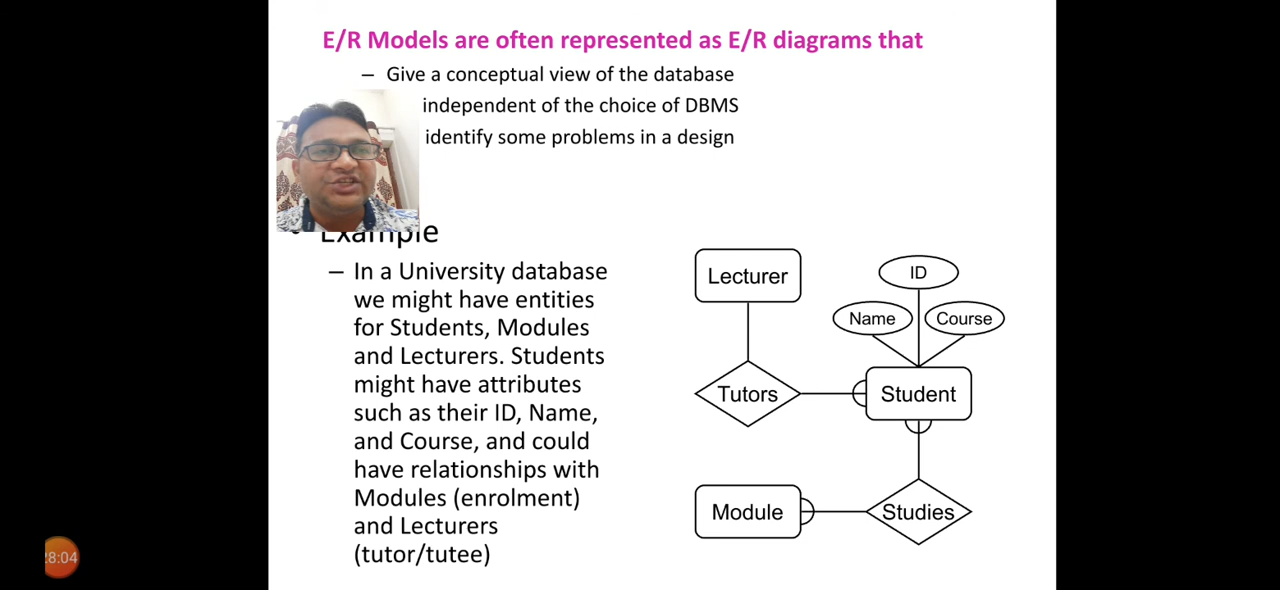 E/R Models are often represented as E/R diagrams that
– Give a conceptual view of the database
independent of the choice of DBMS
identify some problems in a design
Example
– In a University database
we might have entities
for Students, Modules
and Lecturers. Students
might have attributes
such as their ID, Name,
and Course, and could
have relationships with
Modules (enrolment)
and Lecturers
(tutor/tutee)
Lecturer
ID
Name
Course
Tutors
Student
Module
Studies
28:04